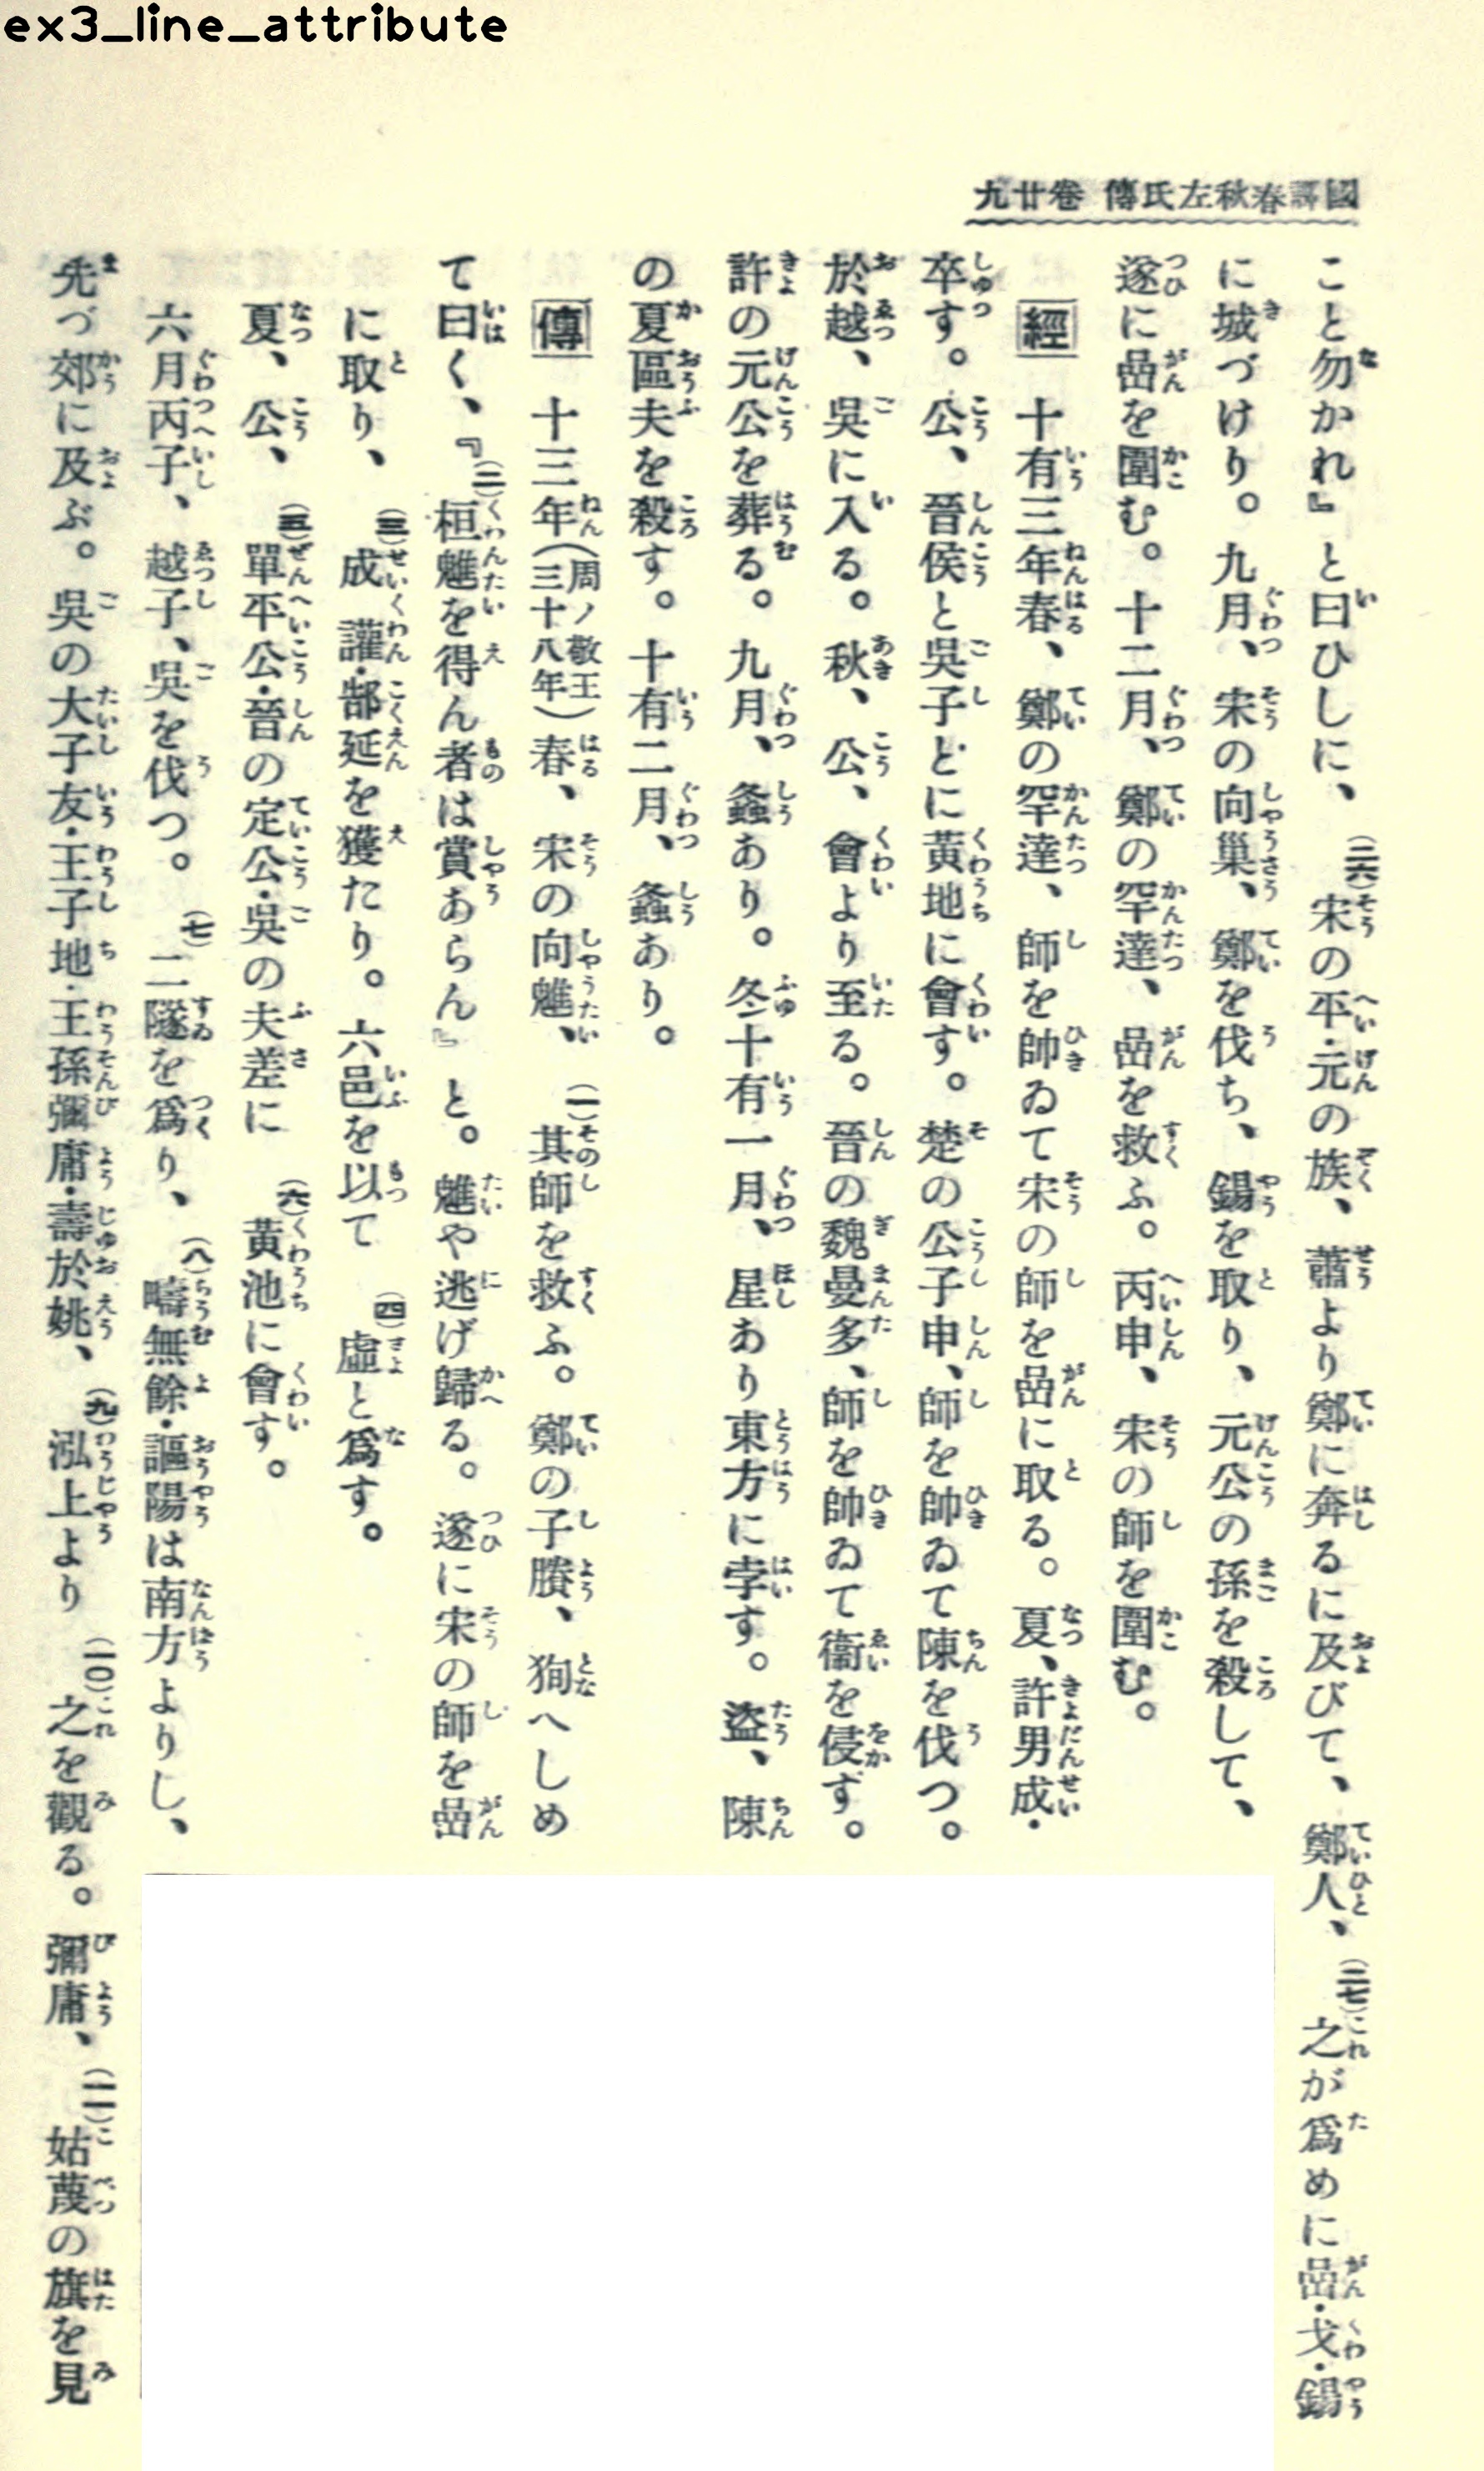 ex3_line_attribute
國譯春秋左氏傳 卷廿九
こと勿かれ』と曰ひしに、(二六)宋の平・元の族、蕭より鄭に奔るに及びて、鄭人、(二七)之が爲めに嵒・戈・錫
に城づけり。九月、宋の向巢、鄭を伐ち、錫を取り、元公の孫を殺して、
遂に嵒を圍む。十二月、鄭の罕達、嵒を救ふ。丙申、宋の師を圍む。
經 十有三年春、鄭の罕達、師を帥ゐて宋の師を嵒に取る。夏、許男成・
卒す。公、晉侯と吳子とに黃地に會す。楚の公子申、師を帥ゐて陳を伐つ。
於越、吳に入る。秋、公、會より至る。晉の魏曼多、師を帥ゐて衞を侵す。
許の元公を葬る。九月、螽あり。冬十有一月、星あり東方に孛す。盜、陳
の夏區夫を殺す。十有二月、螽あり。
傳 十三年(周ノ敬王三十八年)春、宋の向魋、(一)其師を救ふ。鄭の子賸、狥へしめ
て曰く、『(二)桓魋を得ん者は賞あらん』と。魋や逃げ歸る。遂に宋の師を嵒
に取り、(三)成讙・郜延を獲たり。六邑を以て(四)虛と爲す。
夏、公、(五)單平公・晉の定公・吳の夫差に(六)黃池に會す。
六月丙子、越子、吳を伐つ。(七)二隧を爲り、(八)疇無餘・謳陽は南方よりし、
先づ郊に及ぶ。吳の大子友・王子地・王孫彌庸・壽於姚、(九)泓上より(一〇)之を觀る。彌庸、(一一)姑蔑の旗を見